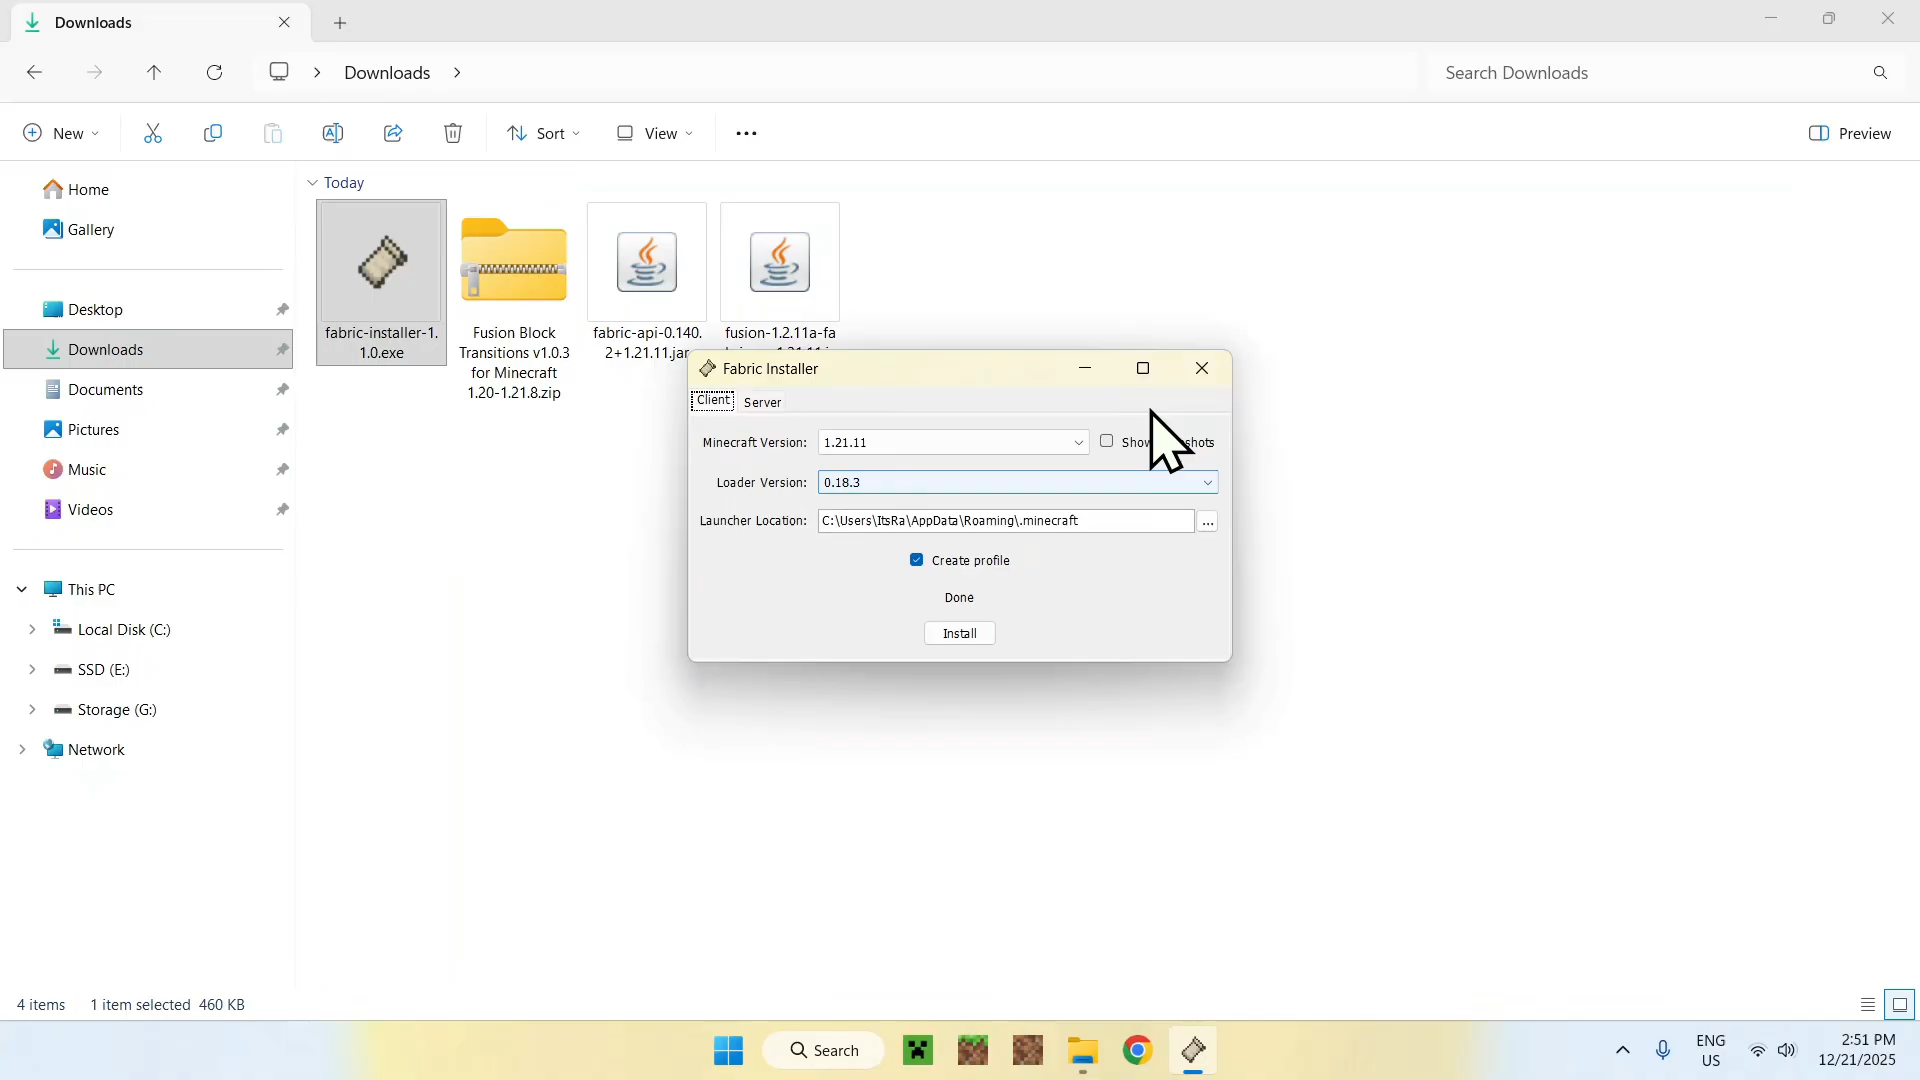 Downloads
Downloads
Search Downloads
New
Sort
View
Preview
Home
Gallery
Desktop
Downloads
Documents
Pictures
Music
Videos
This PC
Local Disk (C:)
SSD (E:)
Storage (G:)
Network
Today
fabric-installer-1.
1.0.exe
Fusion Block
Transitions v1.0.3
for Minecraft
1.20-1.21.8.zip
fabric-api-0.140.
2+1.21.11.jar
fusion-1.2.11a-fa
Fabric Installer
Client
Server
Minecraft Version:
1.21.11
Loader Version:
0.18.3
Launcher Location:
C:\Users\ItsRa\AppData\Roaming\.minecraft
...
Create profile
Done
Install
4 items
1 item selected 460 KB
Search
ENG
US
2:51 PM
12/21/2025